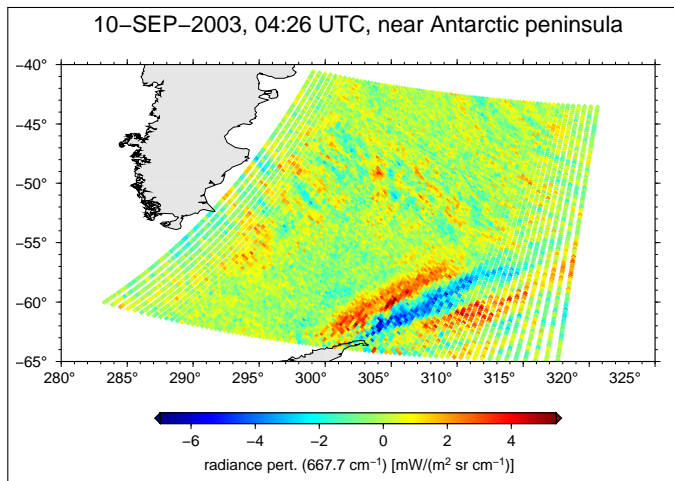 10−SEP−2003, 04:26 UTC, near Antarctic peninsula
−40°
−45°
−50°
−55°
−60°
−65°
280° 285° 290° 295° 300° 305° 310° 315° 320° 325°
−6 −4 −2 0 2 4
radiance pert. (667.7 cm⁻¹) [mW/(m² sr cm⁻¹)]